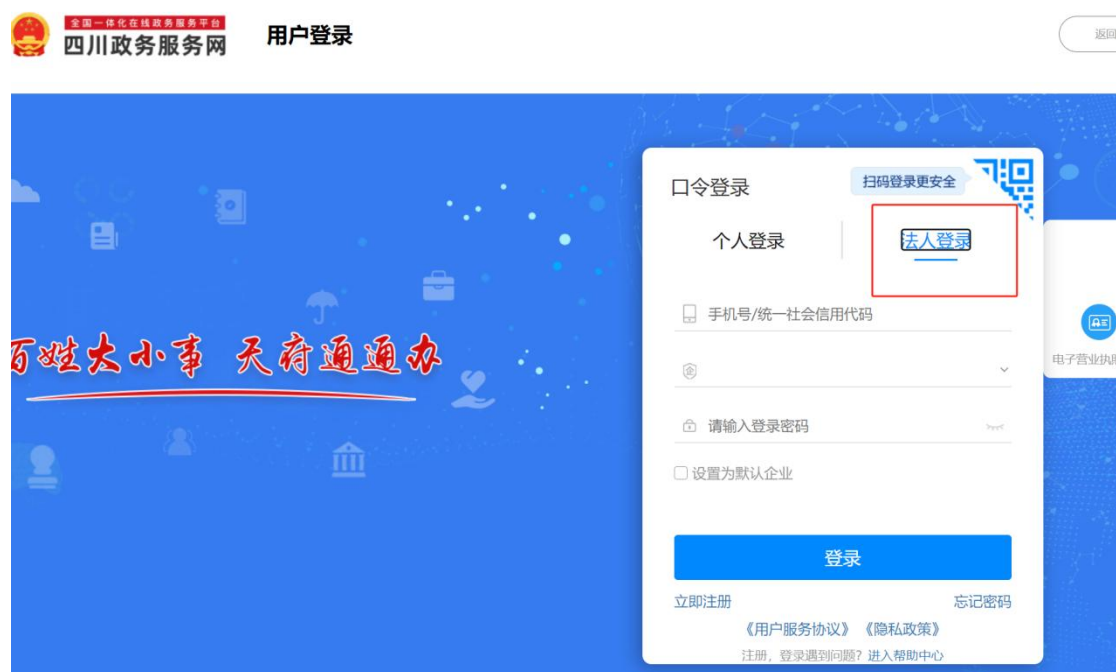 全国一体化在线政务服务平台
四川政务服务网
用户登录
返回
口令登录
扫码登录更安全
个人登录
法人登录
手机号/统一社会信用代码
请输入登录密码
设置为默认企业
登录
立即注册
忘记密码
《用户服务协议》 《隐私政策》
注册，登录遇到问题？进入帮助中心
百姓大小事 天府通通办
电子营业执照